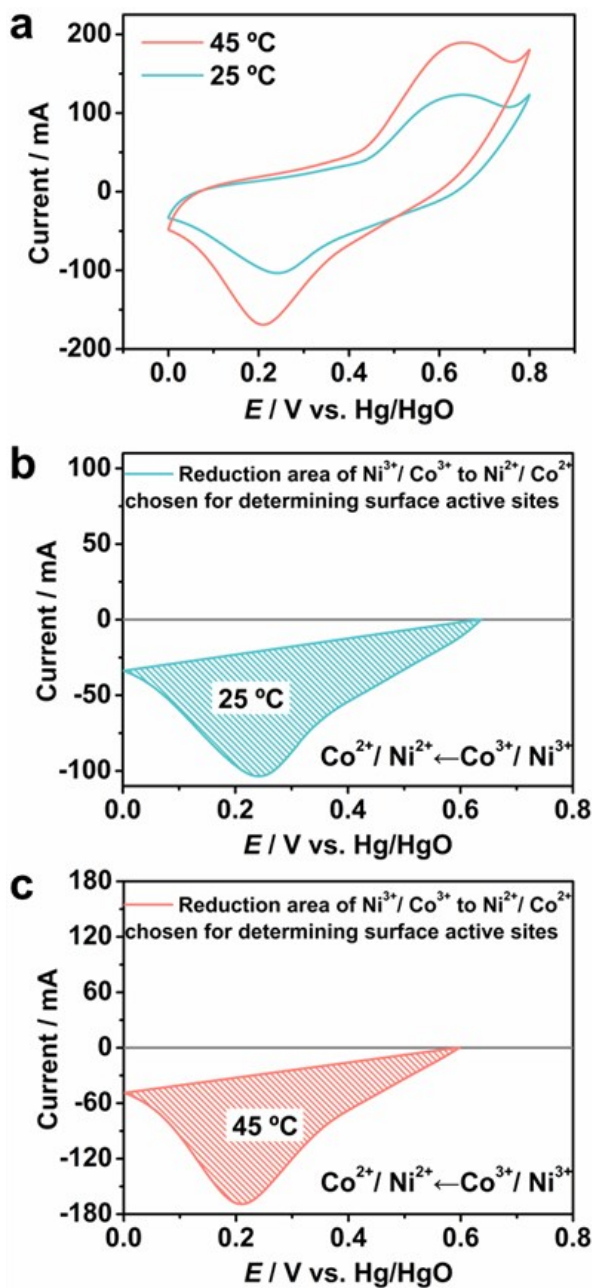 a
200
100
0
-100
-200
Current / mA
45 ºC
25 ºC
0.0 0.2 0.4 0.6 0.8
E / V vs. Hg/HgO
b
100
50
0
-50
-100
Current / mA
Reduction area of Ni³⁺/ Co³⁺ to Ni²⁺/ Co²⁺
chosen for determining surface active sites
25 ºC
Co²⁺/ Ni²⁺←Co³⁺/ Ni³⁺
0.0 0.2 0.4 0.6 0.8
E / V vs. Hg/HgO
c
180
120
60
0
-60
-120
-180
Current / mA
Reduction area of Ni³⁺/ Co³⁺ to Ni²⁺/ Co²⁺
chosen for determining surface active sites
45 ºC
Co²⁺/ Ni²⁺←Co³⁺/ Ni³⁺
0.0 0.2 0.4 0.6 0.8
E / V vs. Hg/HgO